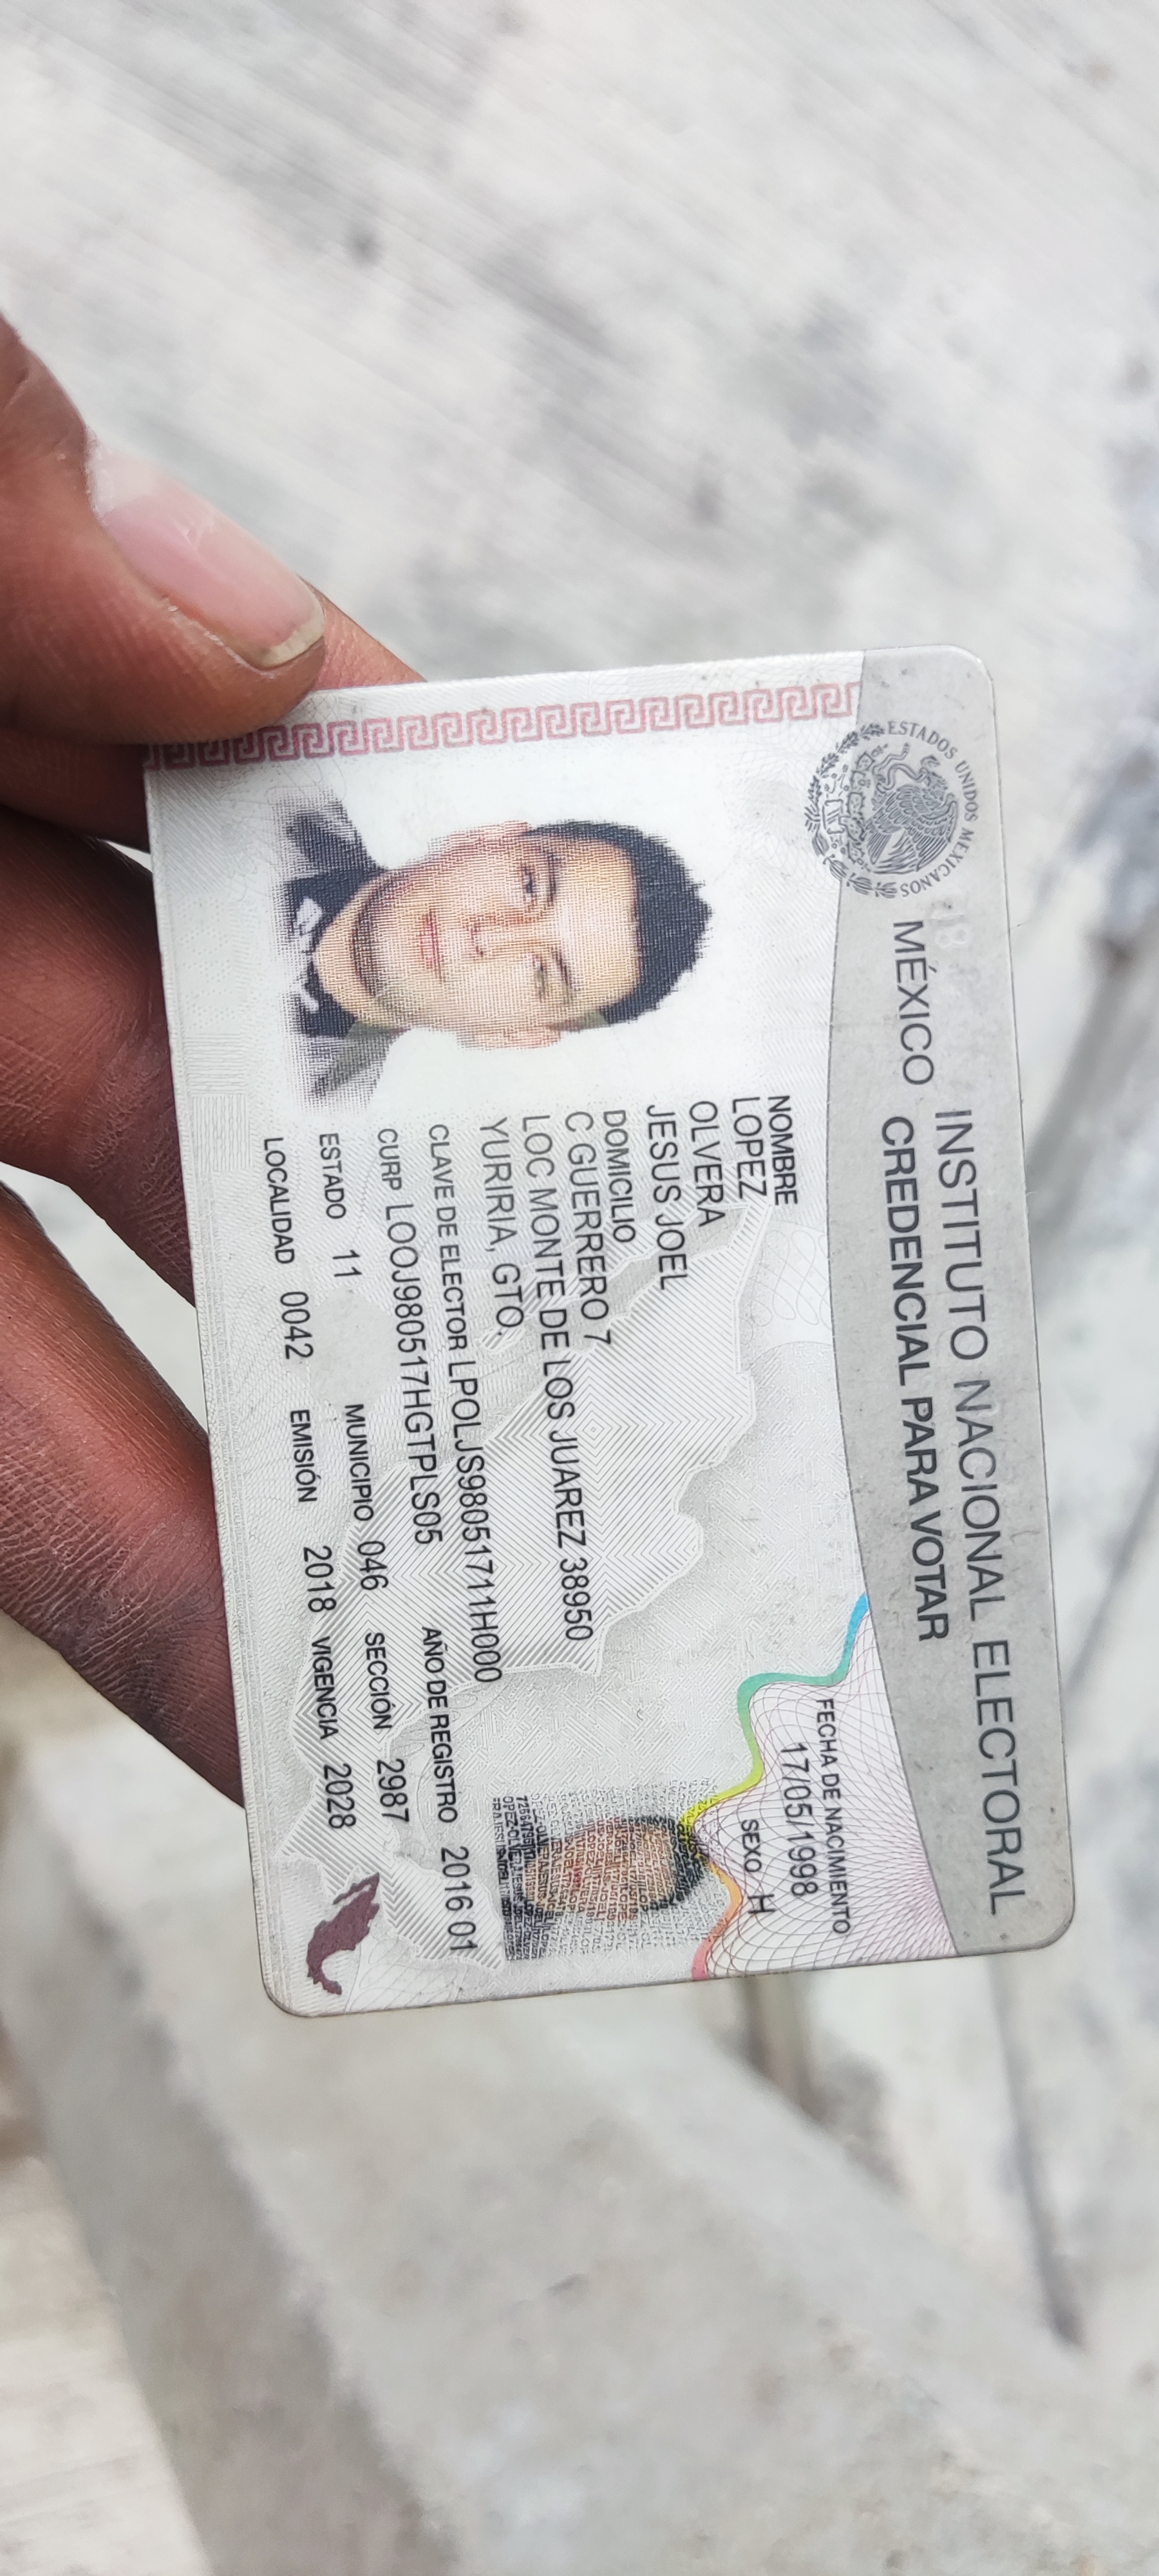 ESTADOS UNIDOS MEXICANOS
INSTITUTO NACIONAL ELECTORAL
MÉXICO CREDENCIAL PARA VOTAR
NOMBRE
LOPEZ
OLVERA
JESUS JOEL
FECHA DE NACIMIENTO
17/05/1998
SEXO H
DOMICILIO
C GUERRERO 7
LOC MONTE DE LOS JUAREZ 38950
YURIRIA, GTO.
CLAVE DE ELECTOR LPOLJS98051711H000
CURP LOOJ980517HGTPLS05 AÑO DE REGISTRO 2016 01
ESTADO 11 MUNICIPIO 046 SECCIÓN 2987
LOCALIDAD 0042 EMISIÓN 2018 VIGENCIA 2028